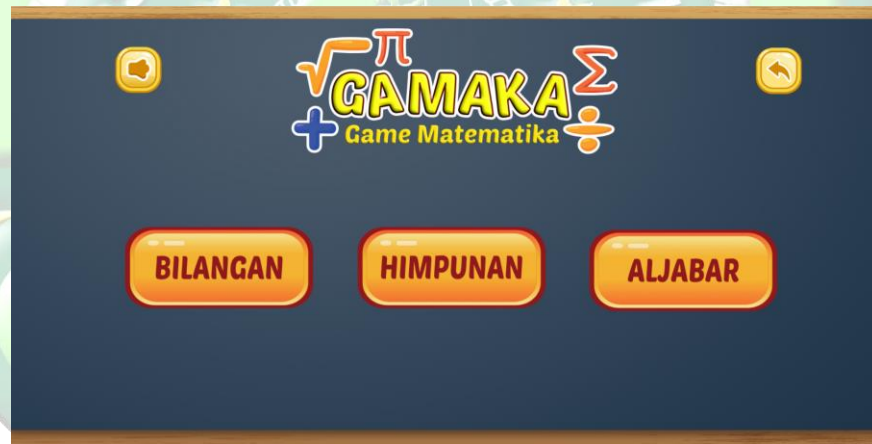 GAMAKA
Game Matematika
BILANGAN
HIMPUNAN
ALJABAR